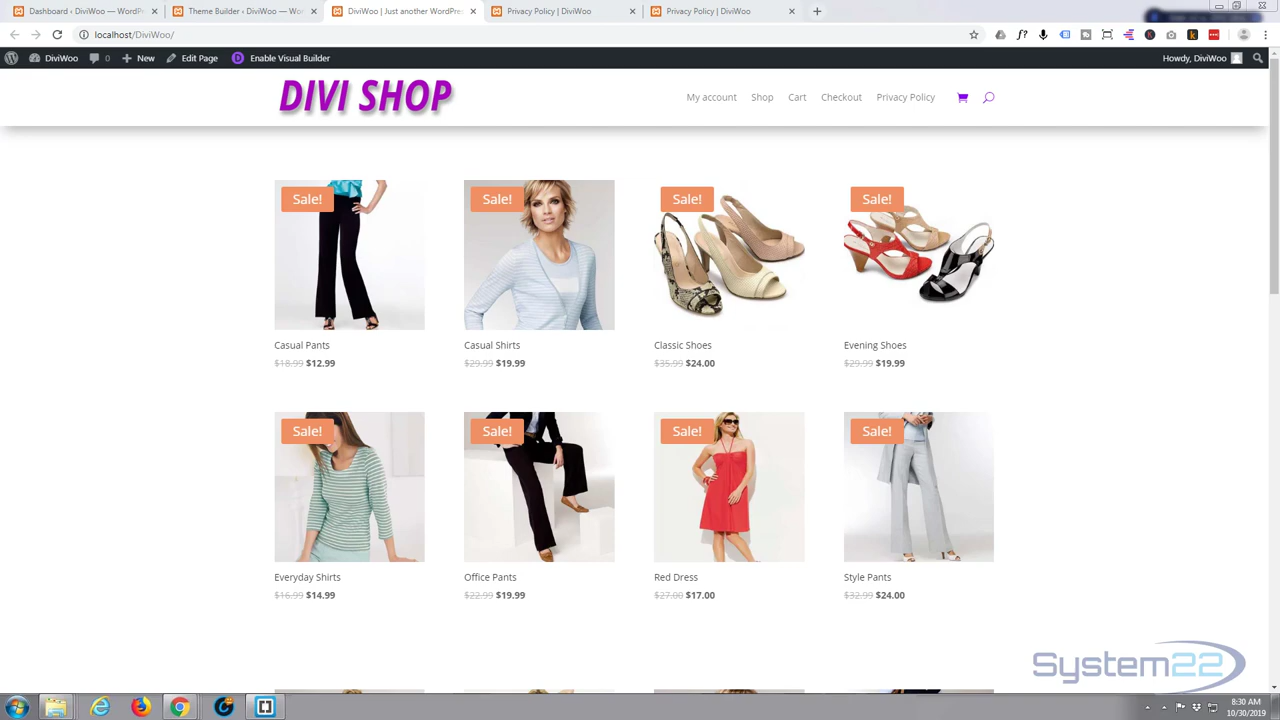 Dashboard ‹ DiviWoo — WordPr
Theme Builder ‹ DiviWoo — Wo
DiviWoo | Just another WordPres
Privacy Policy | DiviWoo
Privacy Policy | DiviWoo
localhost/DiviWoo/
DiviWoo 0 New Edit Page Enable Visual Builder Howdy, DiviWoo
DIVI SHOP
My account Shop Cart Checkout Privacy Policy
Sale! Sale! Sale! Sale!
Casual Pants Casual Shirts Classic Shoes Evening Shoes
$18.99 $12.99 $29.99 $19.99 $35.99 $24.00 $29.99 $19.99
Sale! Sale! Sale! Sale!
Everyday Shirts Office Pants Red Dress Style Pants
$16.99 $14.99 $22.99 $19.99 $27.00 $17.00 $32.99 $24.00
System22
8:30 AM
10/30/2019